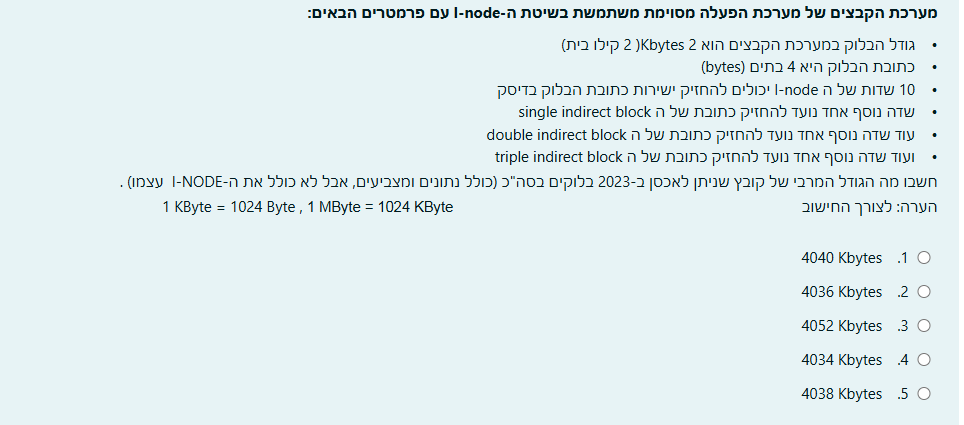 מערכת הקבצים של מערכת הפעלה מסוימת משתמשת בשיטת ה-I-node עם פרמטרים הבאים:
• גודל הבלוק במערכת הקבצים הוא 2 Kbytes( 2 קילו בית)
• כתובת הבלוק היא 4 בתים (bytes)
• 10 שדות של ה I-node יכולים להחזיק ישירות כתובת הבלוק בדיסק
• שדה נוסף אחד נועד להחזיק כתובת של ה single indirect block
• עוד שדה נוסף אחד נועד להחזיק כתובת של ה double indirect block
• ועוד שדה נוסף אחד נועד להחזיק כתובת של ה triple indirect block
חשבו מה הגודל המרבי של קובץ שניתן לאכסן ב-2023 בלוקים בסה"כ (כולל נתונים ומצביעים, אבל לא כולל את ה-I-NODE עצמו) .
הערה: לצורך החישוב 1 KByte = 1024 Byte , 1 MByte = 1024 KByte
1. 4040 Kbytes
2. 4036 Kbytes
3. 4052 Kbytes
4. 4034 Kbytes
5. 4038 Kbytes